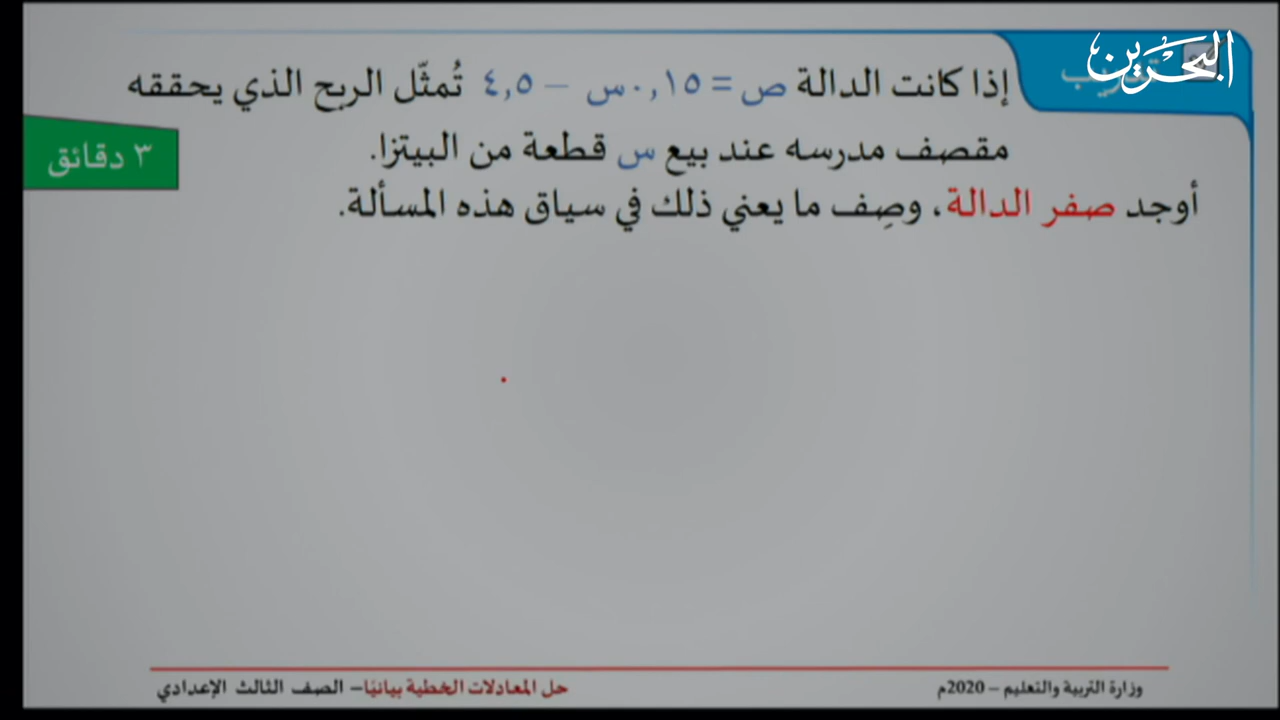 البحرين
تدريب
إذا كانت الدالة ص = ٠,١٥س – ٤,٥ تُمثّل الربح الذي يحققه
مقصف مدرسه عند بيع س قطعة من البيتزا.
٣ دقائق
أوجد صفر الدالة، وصِف ما يعني ذلك في سياق هذه المسألة.
وزارة التربية والتعليم – 2020م
حل المعادلات الخطية بيانيًا – الصف الثالث الإعدادي